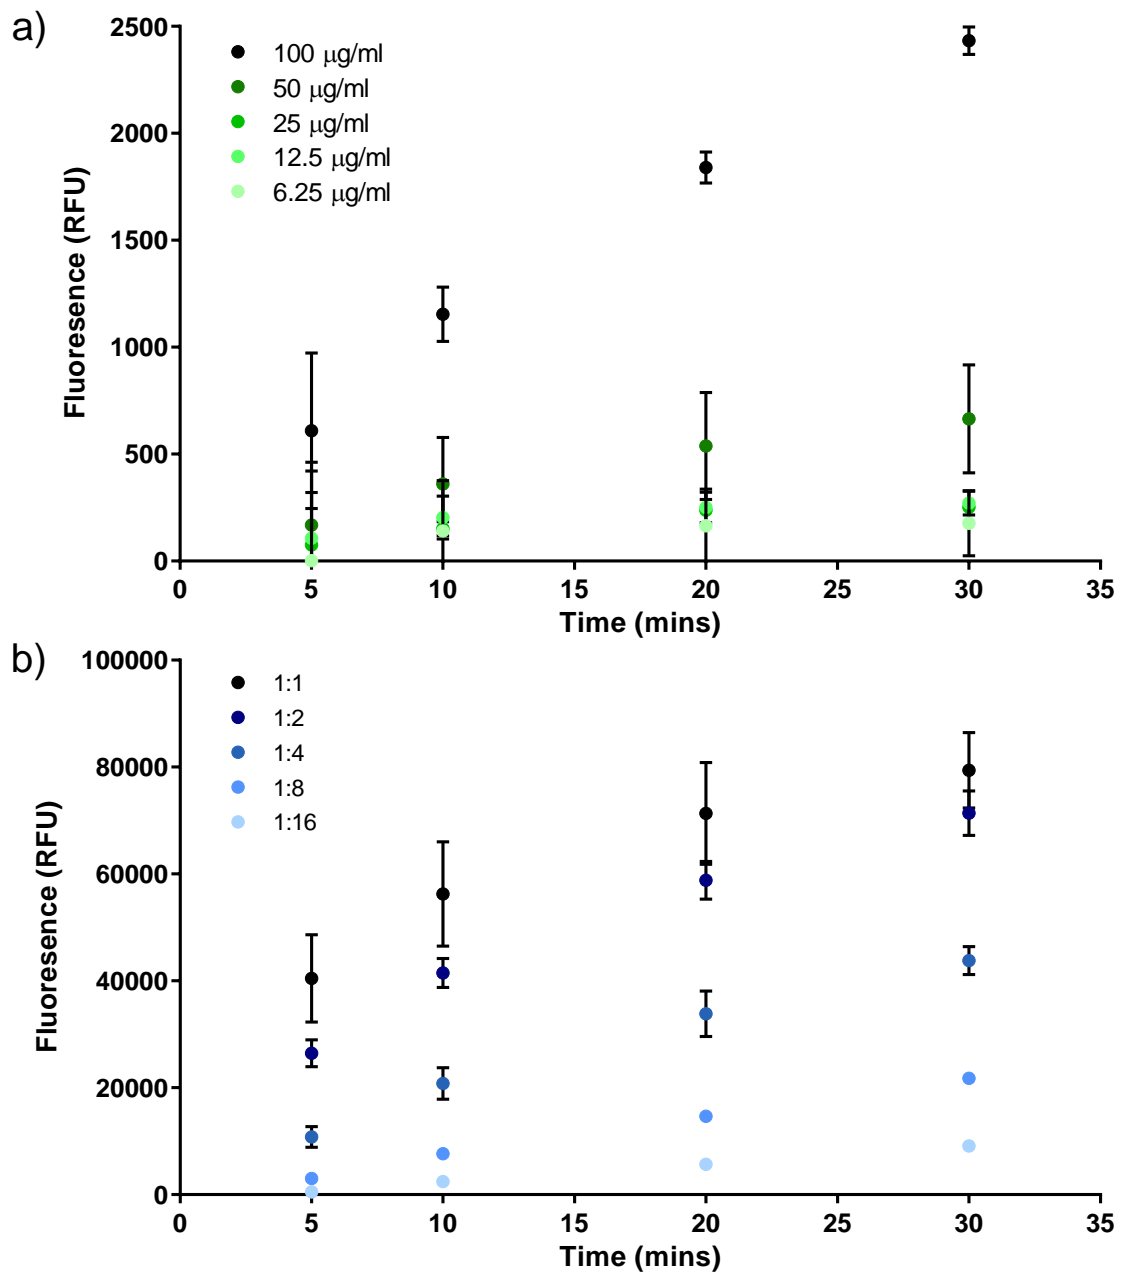 a)
2500
2000
1500
1000
500
0
Fluoresence (RFU)
100 μg/ml
50 μg/ml
25 μg/ml
12.5 μg/ml
6.25 μg/ml
0 5 10 15 20 25 30 35
Time (mins)
b)
100000
80000
60000
40000
20000
0
Fluoresence (RFU)
1:1
1:2
1:4
1:8
1:16
0 5 10 15 20 25 30 35
Time (mins)